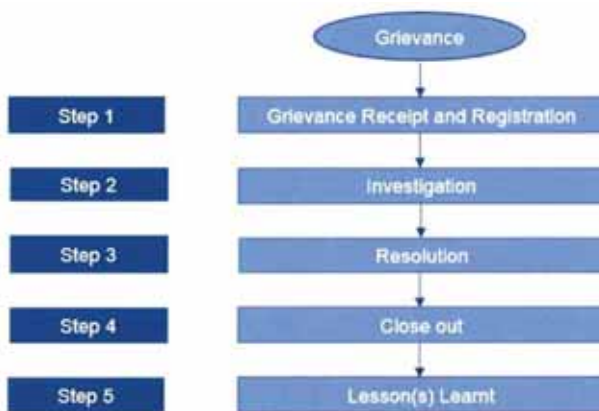 Grievance
Step 1
Grievance Receipt and Registration
Step 2
Investigation
Step 3
Resolution
Step 4
Close out
Step 5
Lesson(s) Learnt